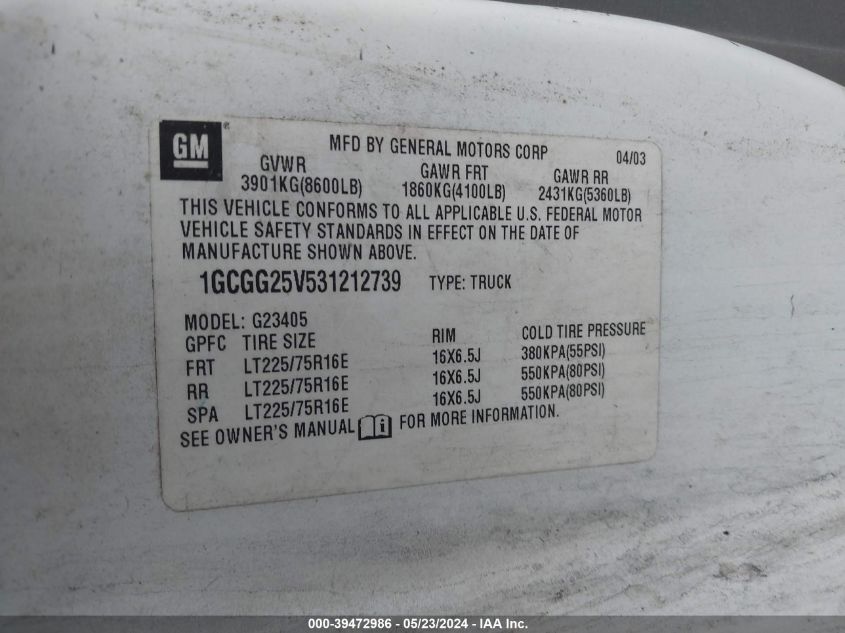 GM®
MFD BY GENERAL MOTORS CORP 04/03
GVWR GAWR FRT GAWR RR
3901KG(8600LB) 1860KG(4100LB) 2431KG(5360LB)
THIS VEHICLE CONFORMS TO ALL APPLICABLE U.S. FEDERAL MOTOR
VEHICLE SAFETY STANDARDS IN EFFECT ON THE DATE OF
MANUFACTURE SHOWN ABOVE.
1GCGG25V531212739 TYPE: TRUCK
MODEL: G23405
GPFC TIRE SIZE RIM COLD TIRE PRESSURE
FRT LT225/75R16E 16X6.5J 380KPA(55PSI)
RR LT225/75R16E 16X6.5J 550KPA(80PSI)
SPA LT225/75R16E 16X6.5J 550KPA(80PSI)
SEE OWNER'S MANUAL i FOR MORE INFORMATION.
000-39472986 - 05/23/2024 - IAA Inc.